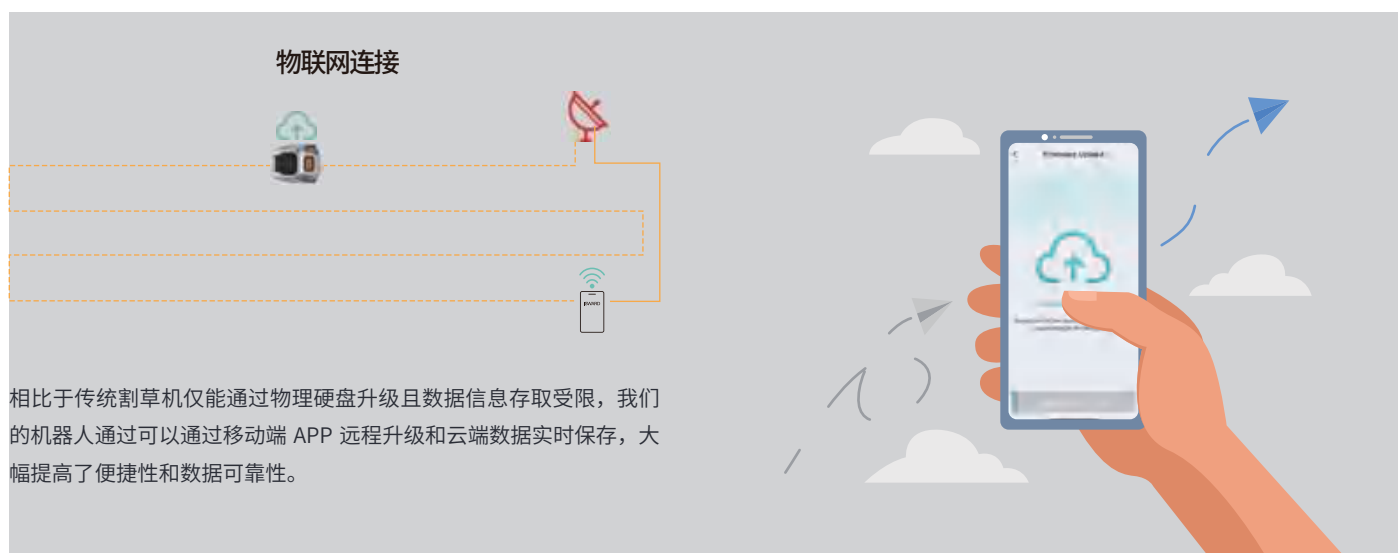 物联网连接
相比于传统割草机仅能通过物理硬盘升级且数据信息存取受限，我们
的机器人通过可以通过移动端 APP 远程升级和云端数据实时保存，大
幅提高了便捷性和数据可靠性。